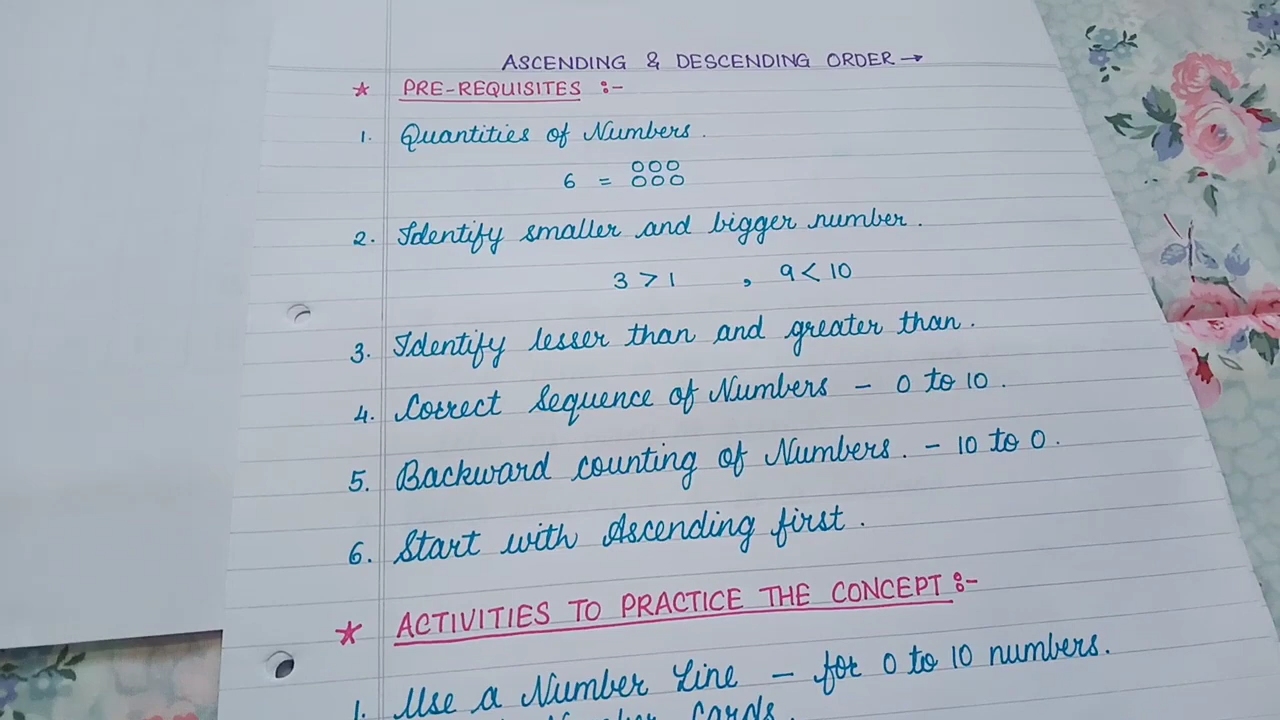 ASCENDING & DESCENDING ORDER →
* PRE-REQUISITES :-
1. Quantities of Numbers.
6 = 000
000
2. Identify smaller and bigger number.
3 > 1 , 9 < 10
3. Identify lesser than and greater than.
4. Correct Sequence of Numbers - 0 to 10.
5. Backward counting of Numbers. - 10 to 0.
6. Start with Ascending first.
* ACTIVITIES TO PRACTICE THE CONCEPT :-
1. Use a Number Line - for 0 to 10 numbers.
Number Cards.